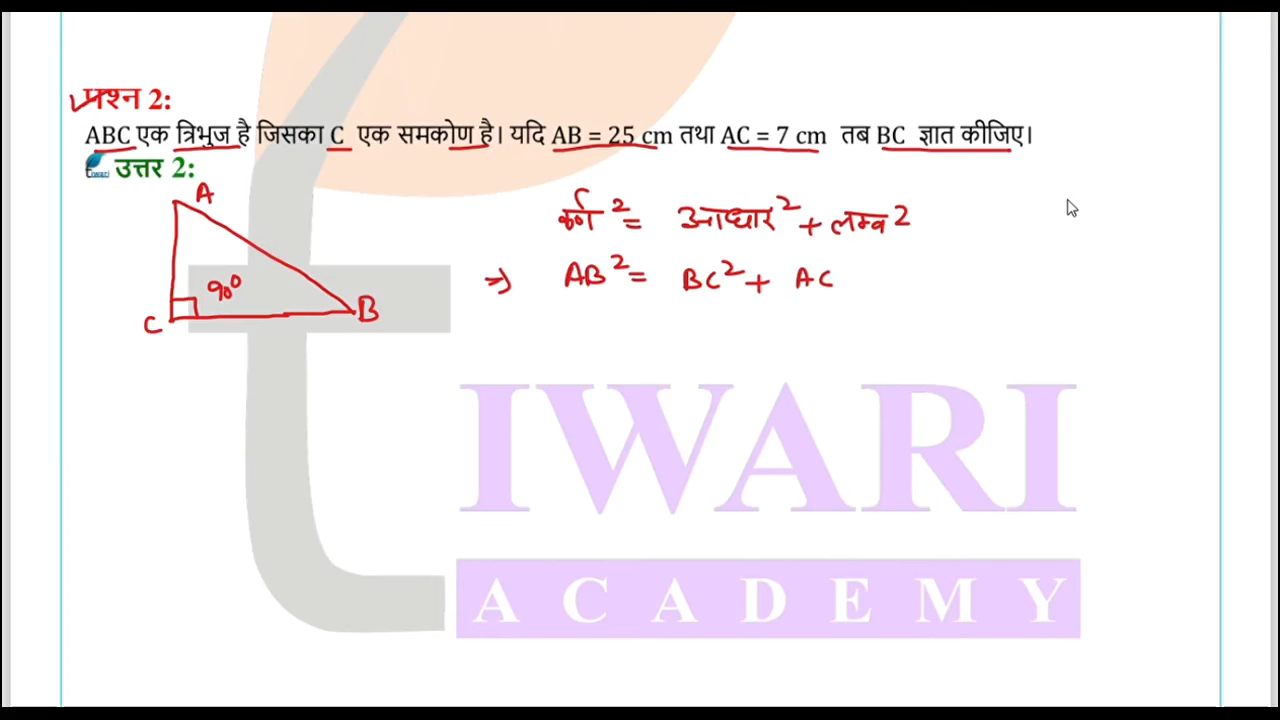 प्रश्न 2:
ABC एक त्रिभुज है जिसका C एक समकोण है। यदि AB = 25 cm तथा AC = 7 cm तब BC ज्ञात कीजिए।
iwari उत्तर 2:
A
90°
C
B
कर्ण² = आधार² + लम्ब²
⇒ AB² = BC² + AC
IWARI
ACADEMY